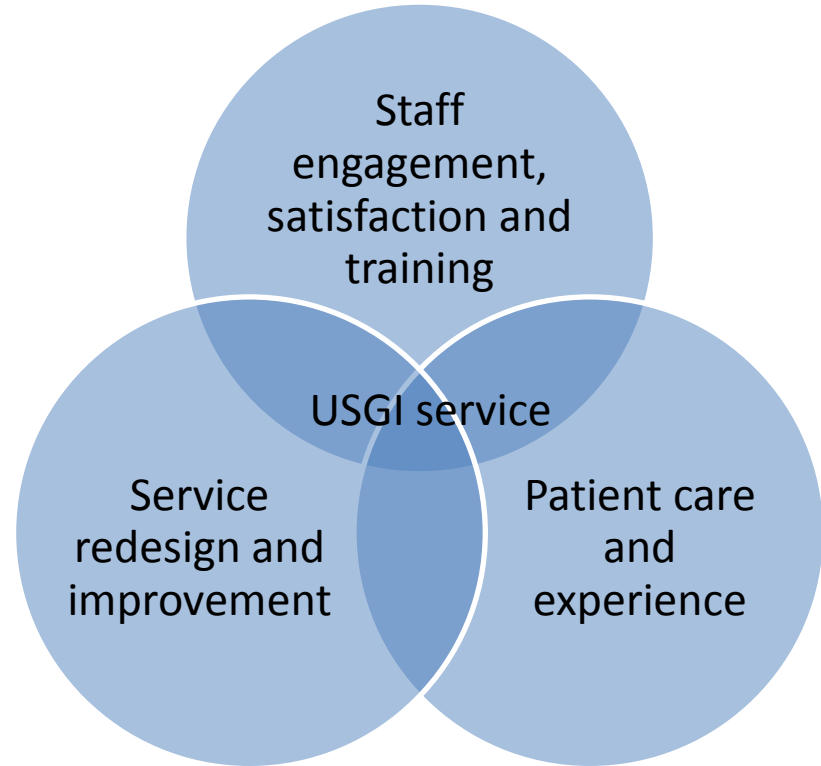 Staff
engagement,
satisfaction and
training
USGI service
Service
redesign and
improvement
Patient care
and
experience